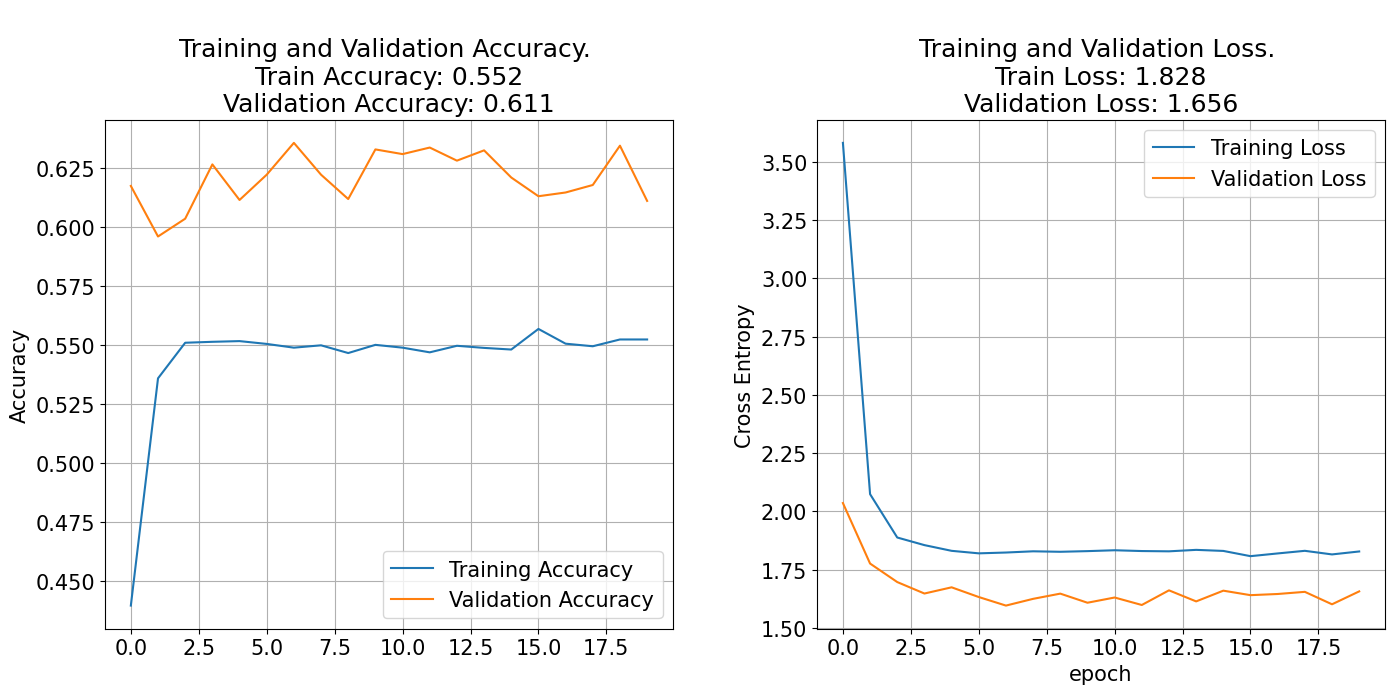 Training and Validation Accuracy.
Train Accuracy: 0.552
Validation Accuracy: 0.611
0.625
0.600
0.575
0.550
0.525
0.500
0.475
0.450
Accuracy
Training Accuracy
Validation Accuracy
0.0 2.5 5.0 7.5 10.0 12.5 15.0 17.5
Training and Validation Loss.
Train Loss: 1.828
Validation Loss: 1.656
3.50
3.25
3.00
2.75
2.50
2.25
2.00
1.75
1.50
Cross Entropy
Training Loss
Validation Loss
0.0 2.5 5.0 7.5 10.0 12.5 15.0 17.5
epoch